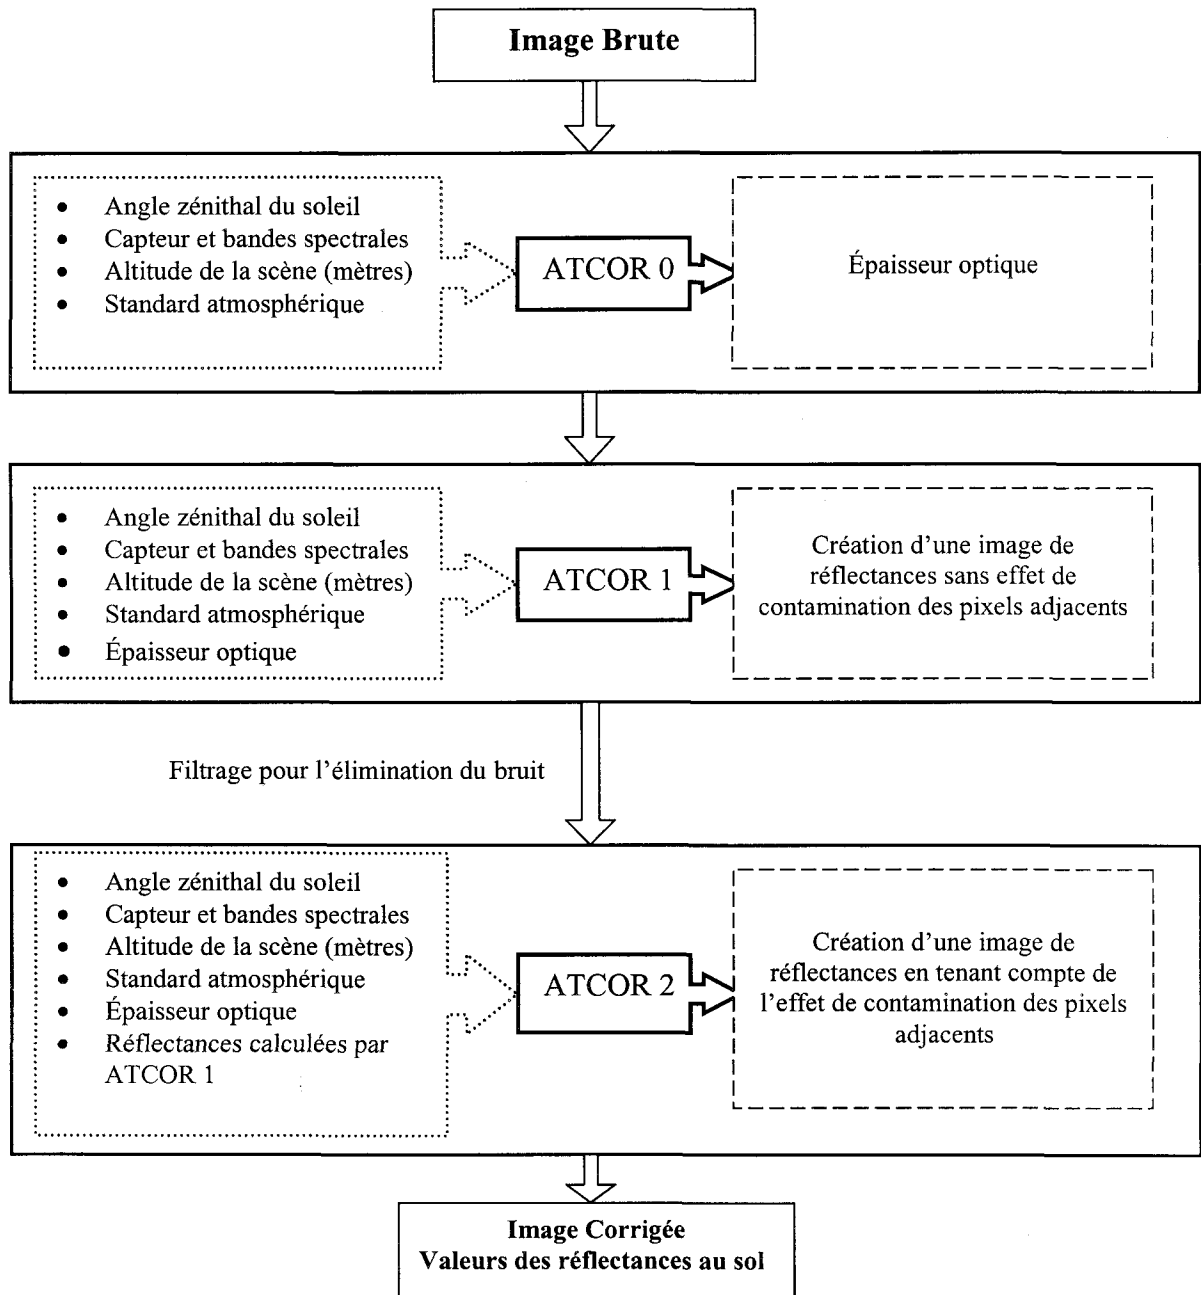 Image Brute
• Angle zénithal du soleil
• Capteur et bandes spectrales
• Altitude de la scène (mètres)
• Standard atmosphérique
ATCOR 0
Épaisseur optique
• Angle zénithal du soleil
• Capteur et bandes spectrales
• Altitude de la scène (mètres)
• Standard atmosphérique
• Épaisseur optique
ATCOR 1
Création d'une image de
réflectances sans effet de
contamination des pixels adjacents
Filtrage pour l'élimination du bruit
• Angle zénithal du soleil
• Capteur et bandes spectrales
• Altitude de la scène (mètres)
• Standard atmosphérique
• Épaisseur optique
• Réflectances calculées par
ATCOR 1
ATCOR 2
Création d'une image de
réflectances en tenant compte de
l'effet de contamination des pixels
adjacents
Image Corrigée
Valeurs des réflectances au sol